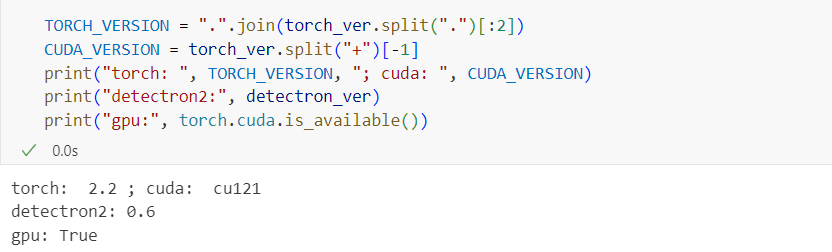 TORCH_VERSION = ".".join(torch_ver.split(".")[:2])
CUDA_VERSION = torch_ver.split("+")[-1]
print("torch: ", TORCH_VERSION, "; cuda: ", CUDA_VERSION)
print("detectron2:", detectron_ver)
print("gpu:", torch.cuda.is_available())
✓ 0.0s
torch:  2.2 ; cuda:  cu121
detectron2: 0.6
gpu: True